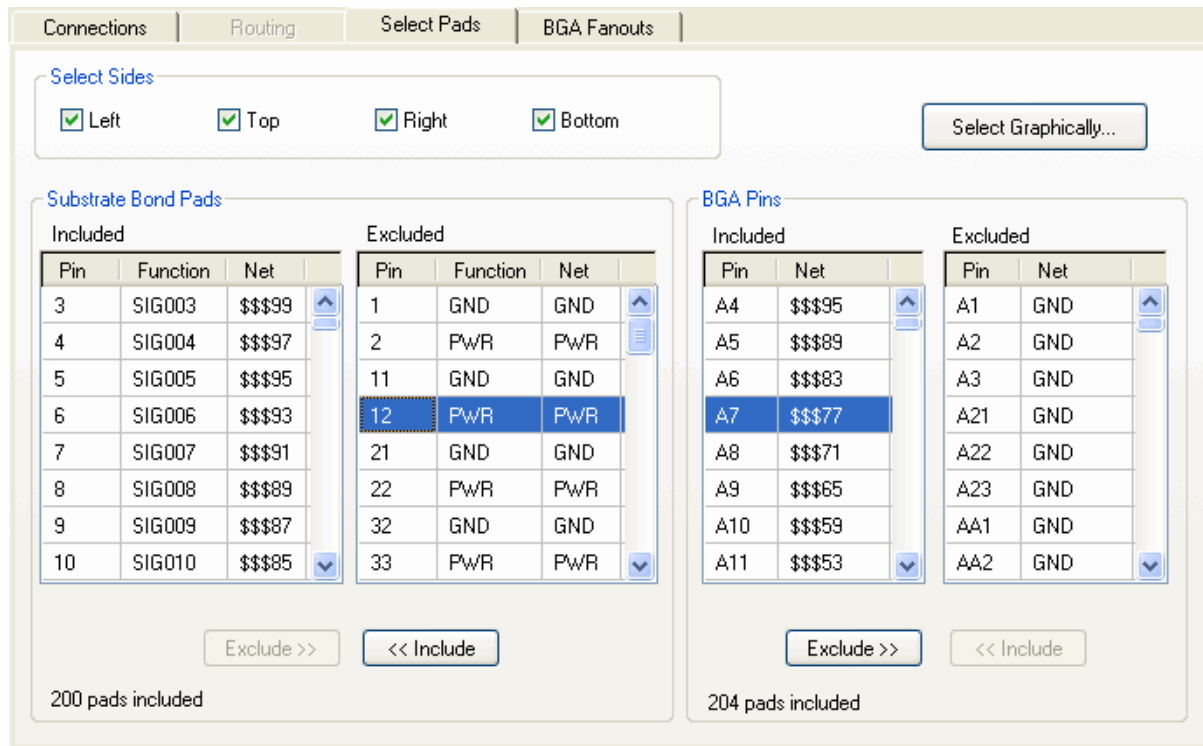 Connections Routing Select Pads BGA Fanouts
Select Sides
Left Top Right Bottom
Select Graphically...
Substrate Bond Pads
Included Excluded
Pin Function Net Pin Function Net
3 SIG003 $$$99 1 GND GND
4 SIG004 $$$97 2 PWR PWR
5 SIG005 $$$95 11 GND GND
6 SIG006 $$$93 12 PWR PWR
7 SIG007 $$$91 21 GND GND
8 SIG008 $$$89 22 PWR PWR
9 SIG009 $$$87 32 GND GND
10 SIG010 $$$85 33 PWR PWR
Exclude >> << Include
200 pads included
BGA Pins
Included Excluded
Pin Net Pin Net
A4 $$$95 A1 GND
A5 $$$89 A2 GND
A6 $$$83 A3 GND
A7 $$$77 A21 GND
A8 $$$71 A22 GND
A9 $$$65 A23 GND
A10 $$$59 AA1 GND
A11 $$$53 AA2 GND
Exclude >> << Include
204 pads included